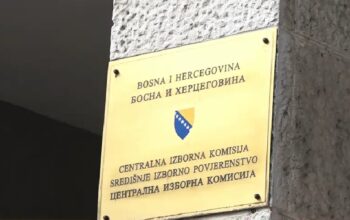 BOSNA I HERCEGOVINA
БОСНА И ХЕРЦЕГОВИНА
CENTRALNA IZBORNA KOMISIJA
SREDIŠNJE IZBORNO POVJERENSTVO
ЦЕНТРАЛНА ИЗБОРНА КОМИСИЈА